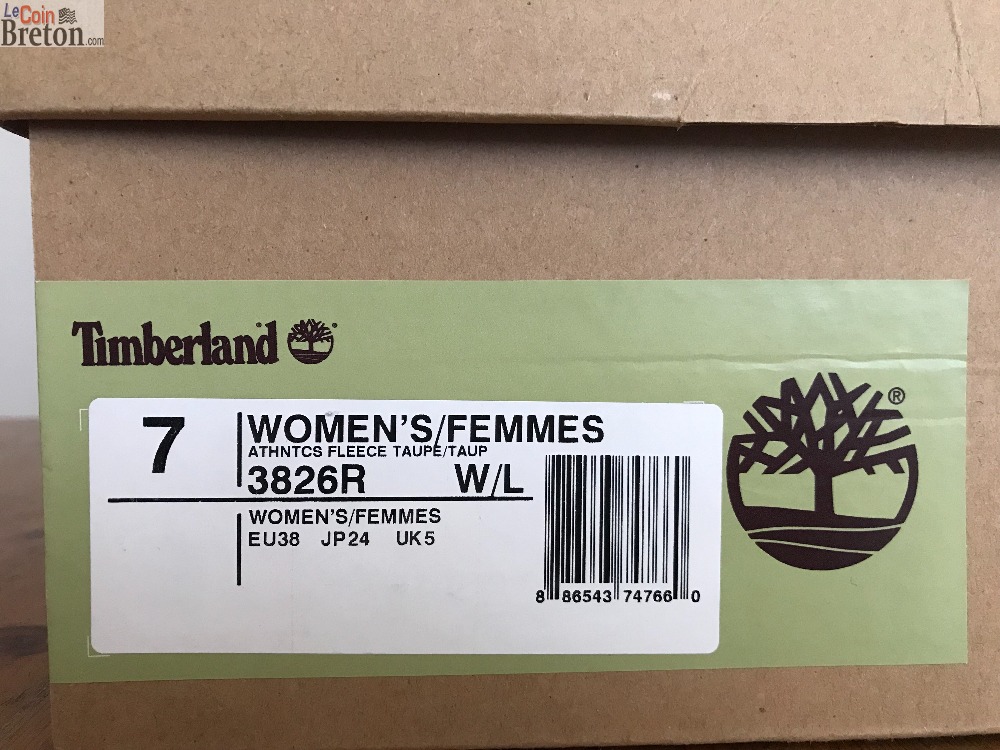 LeCoin
Breton.com
Timberland
®
7
WOMEN'S/FEMMES
ATHNTCS FLEECE TAUPE/TAUP
3826R W/L
WOMEN'S/FEMMES
EU38 JP24 UK5
8 86543 74766 0